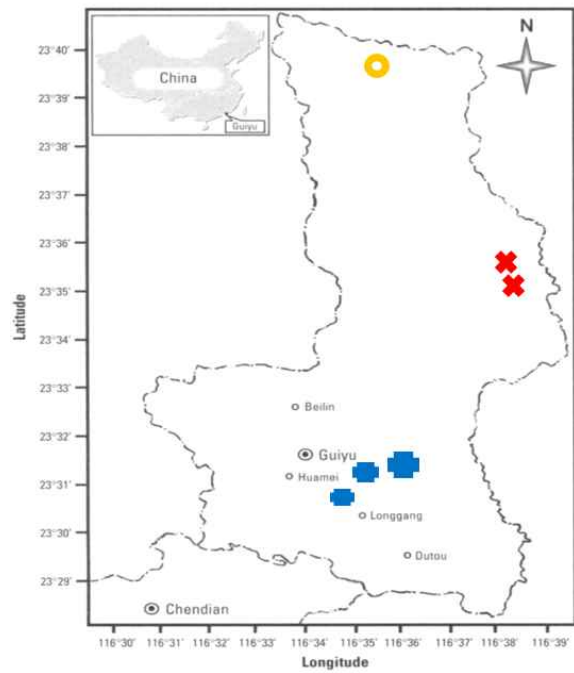 China
Guiyu
N
23°40′
23°39′
23°38′
23°37′
23°36′
23°35′
23°34′
23°33′
23°32′
23°31′
23°30′
23°29′
Latitude
Beilin
Guiyu
Huamei
Longgang
Dutou
Chendian
116°30′ 116°31′ 116°32′ 116°33′ 116°34′ 116°35′ 116°36′ 116°37′ 116°38′ 116°39′
Longitude